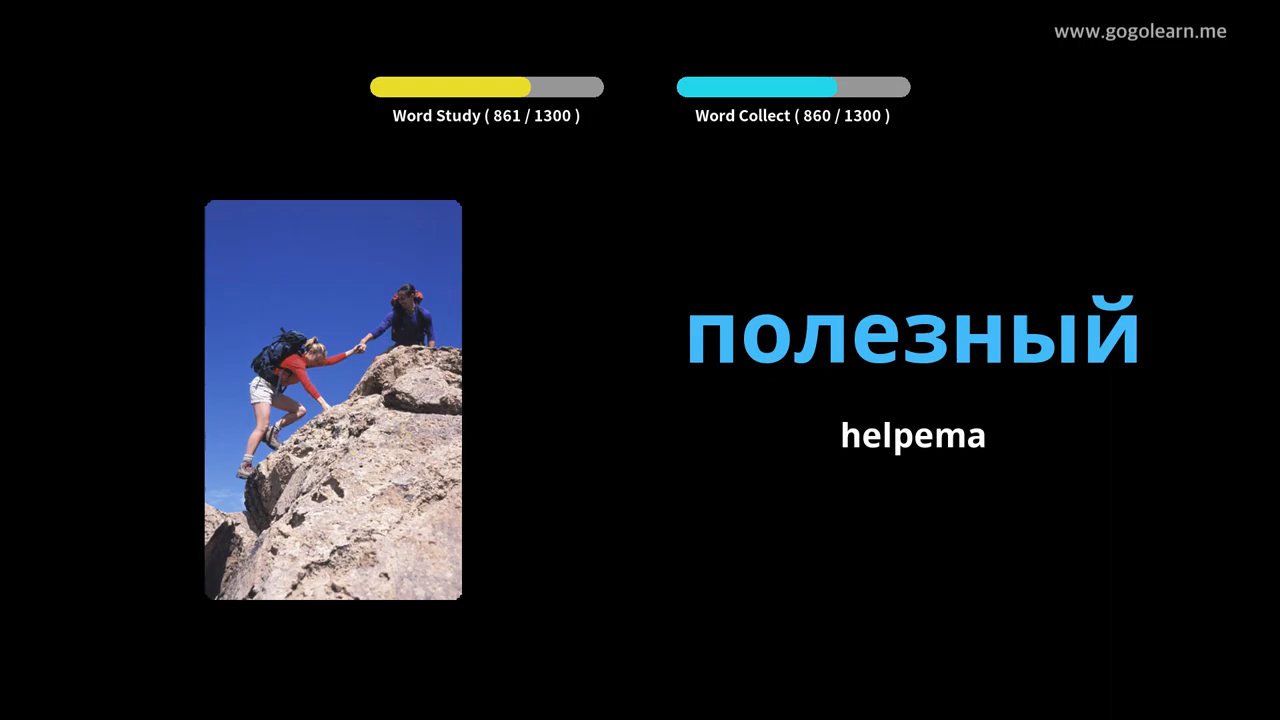 www.gogolearn.me
Word Study ( 861 / 1300 )
Word Collect ( 860 / 1300 )
полезный
helpema